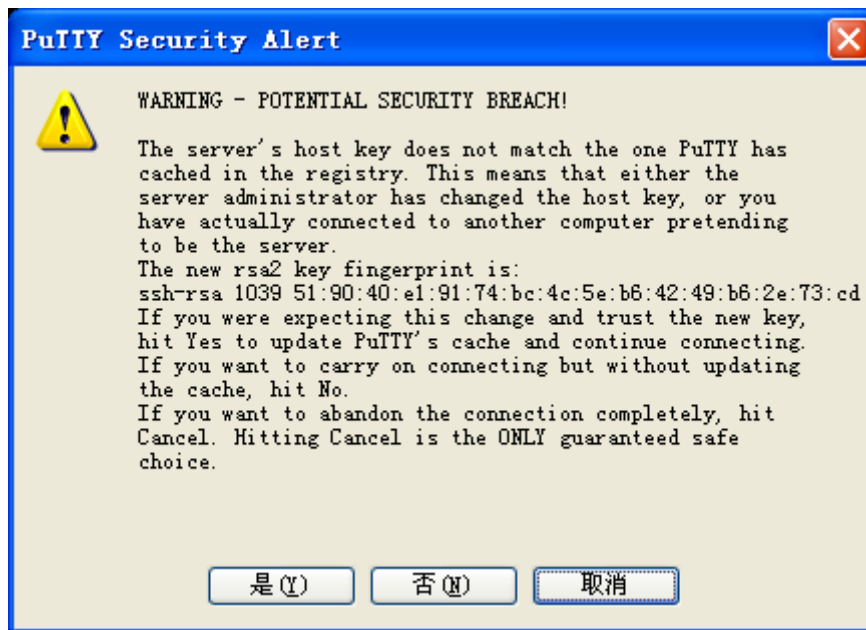 PuTTY Security Alert
WARNING - POTENTIAL SECURITY BREACH!
The server's host key does not match the one PuTTY has
cached in the registry. This means that either the
server administrator has changed the host key, or you
have actually connected to another computer pretending
to be the server.
The new rsa2 key fingerprint is:
ssh-rsa 1039 51:90:40:e1:91:74:bc:4c:5e:b6:42:49:b6:2e:73:cd
If you were expecting this change and trust the new key,
hit Yes to update PuTTY's cache and continue connecting.
If you want to carry on connecting but without updating
the cache, hit No.
If you want to abandon the connection completely, hit
Cancel. Hitting Cancel is the ONLY guaranteed safe
choice.
是(Y) 否(N) 取消